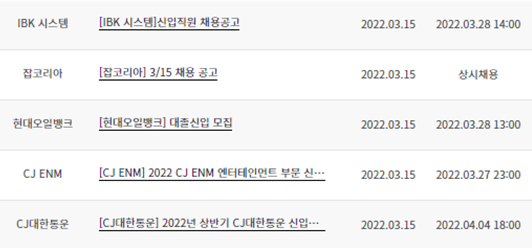 IBK 시스템 [IBK 시스템]신입직원 채용공고 2022.03.15 2022.03.28 14:00
잡코리아 [잡코리아] 3/15 채용 공고 2022.03.15 상시채용
현대오일뱅크 [현대오일뱅크] 대졸신입 모집 2022.03.15 2022.03.28 13:00
CJ ENM [CJ ENM] 2022 CJ ENM 엔터테인먼트 부문 신… 2022.03.15 2022.03.27 23:00
CJ대한통운 [CJ대한통운] 2022년 상반기 CJ대한통운 신입… 2022.03.15 2022.04.04 18:00